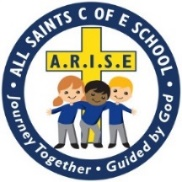 • ALL SAINTS C OF E SCHOOL •
A.R.I.S.E
Journey Together • Guided by God